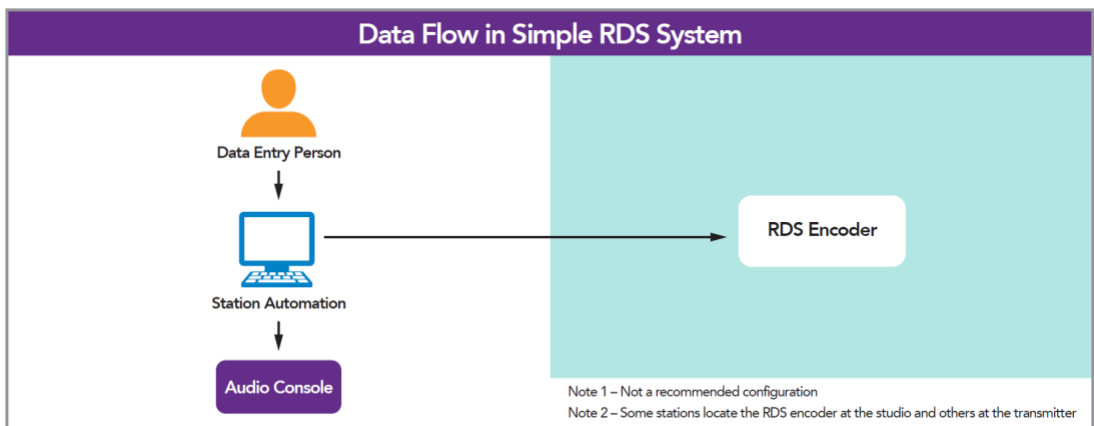 Data Flow in Simple RDS System
Data Entry Person
Station Automation
Audio Console
RDS Encoder
Note 1 – Not a recommended configuration
Note 2 – Some stations locate the RDS encoder at the studio and others at the transmitter